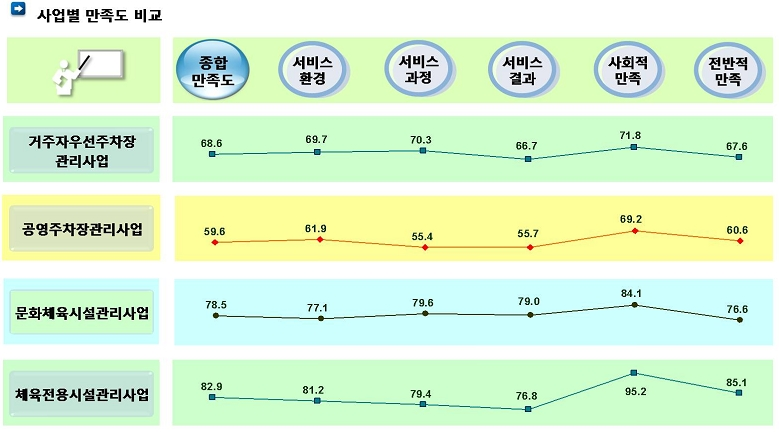 사업별 만족도 비교
종합 만족도
서비스 환경
서비스 과정
서비스 결과
사회적 만족
전반적 만족
거주자우선주차장
관리사업
68.6 69.7 70.3 66.7 71.8 67.6
공영주차장관리사업
59.6 61.9 55.4 55.7 69.2 60.6
문화체육시설관리사업
78.5 77.1 79.6 79.0 84.1 76.6
체육전용시설관리사업
82.9 81.2 79.4 76.8 95.2 85.1